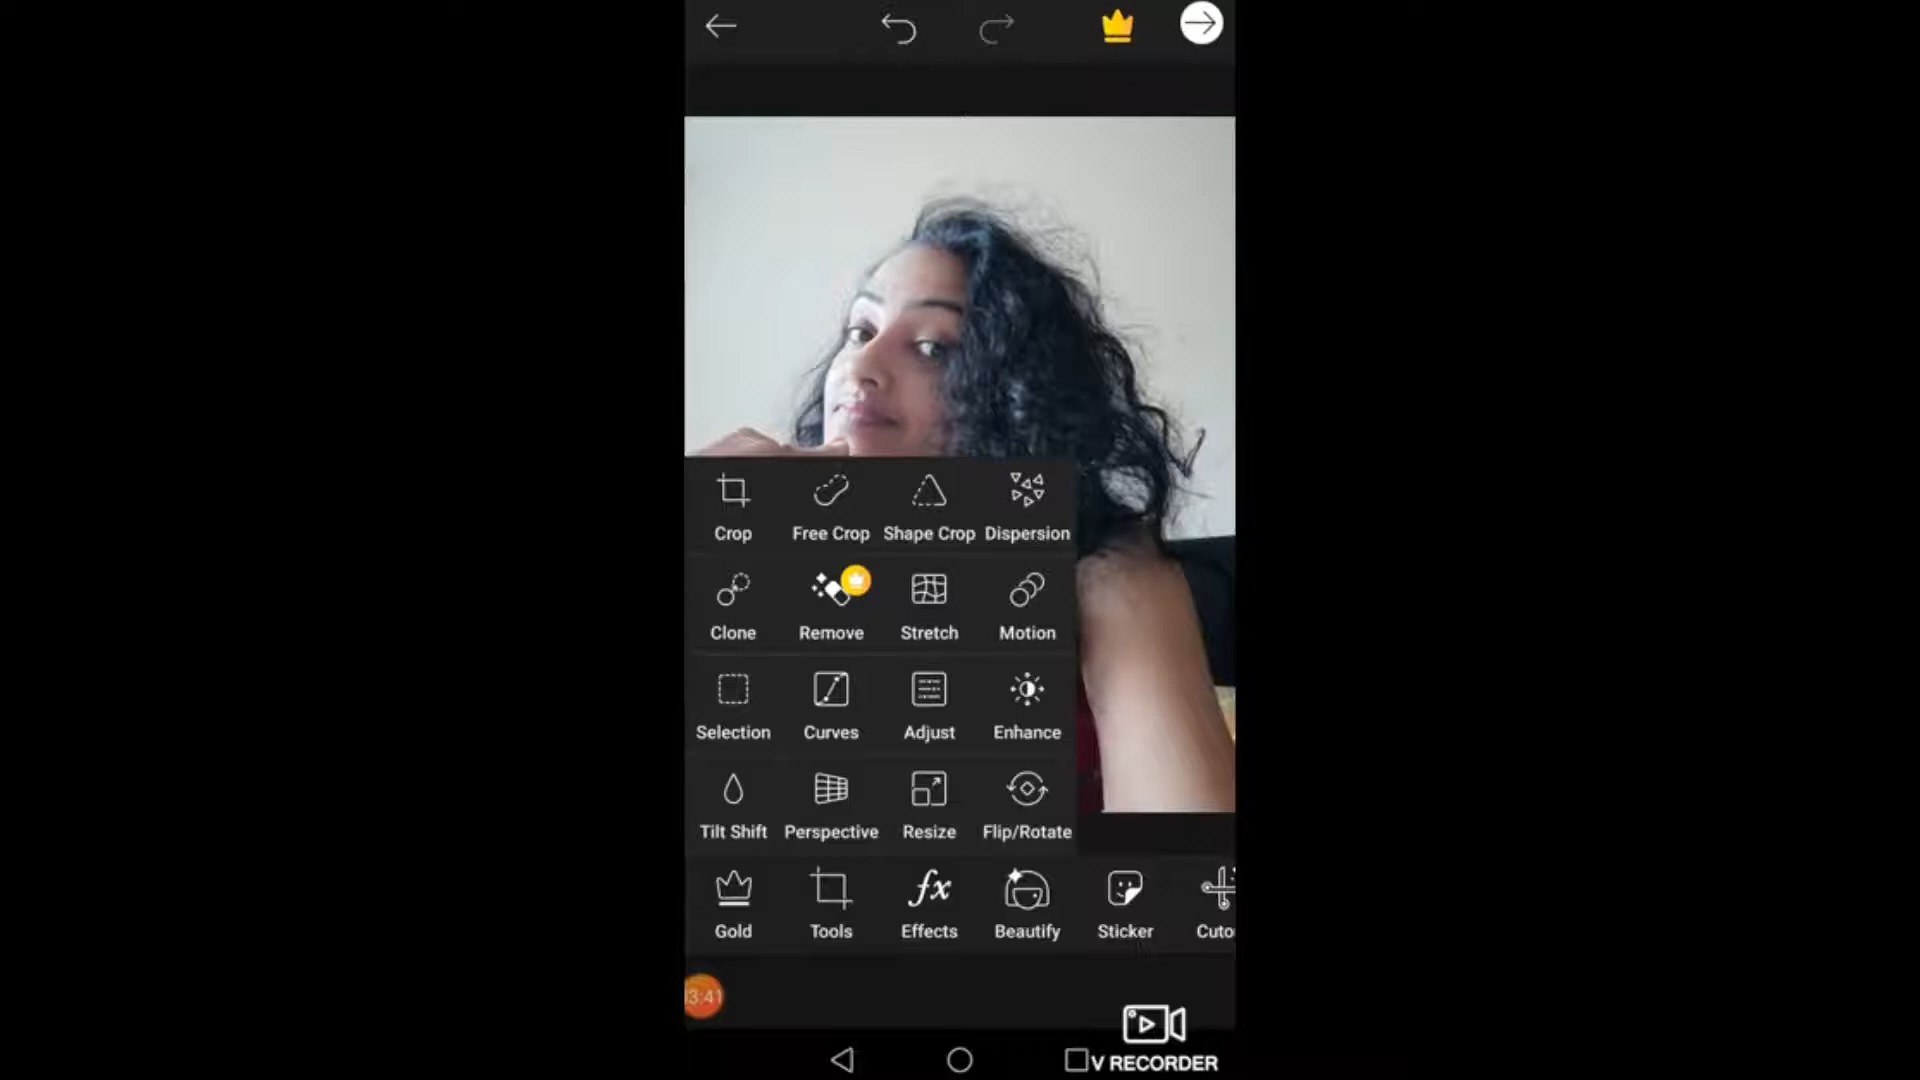 Crop Free Crop Shape Crop Dispersion
Clone Remove Stretch Motion
Selection Curves Adjust Enhance
Tilt Shift Perspective Resize Flip/Rotate
fx
Gold Tools Effects Beautify Sticker Cuto
3:41
V RECORDER